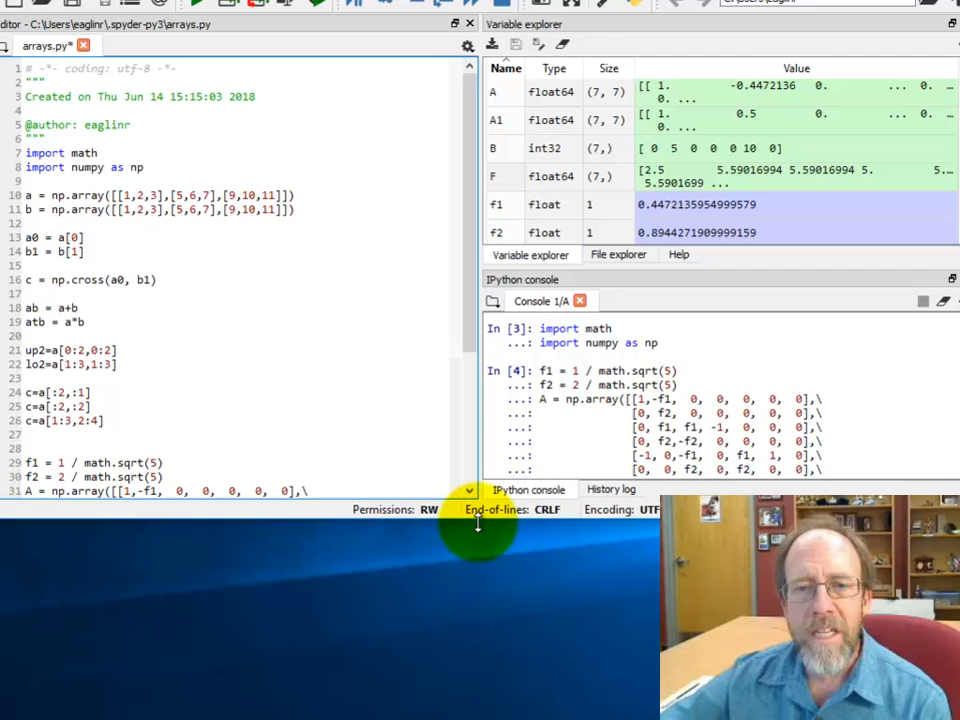 ditor - C:\Users\eaglinr\.spyder-py3\arrays.py
arrays.py*
1 # -*- coding: utf-8 -*-
2 """
3 Created on Thu Jun 14 15:15:03 2018
4
5 @author: eaglinr
6 """
7 import math
8 import numpy as np
9
10 a = np.array([[1,2,3],[5,6,7],[9,10,11]])
11 b = np.array([[1,2,3],[5,6,7],[9,10,11]])
12
13 a0 = a[0]
14 b1 = b[1]
15
16 c = np.cross(a0, b1)
17
18 ab = a+b
19 atb = a*b
20
21 up2=a[0:2,0:2]
22 lo2=a[1:3,1:3]
23
24 c=a[:2,:1]
25 c=a[:2,:2]
26 c=a[1:3,2:4]
27
28
29 f1 = 1 / math.sqrt(5)
30 f2 = 2 / math.sqrt(5)
31 A = np.array([[1,-f1, 0, 0, 0, 0, 0],\
Permissions: RW End-of-lines: CRLF Encoding: UTF
Variable explorer
Name Type Size Value
A float64 (7, 7) [[ 1. -0.4472136 0. ... 0. …
0. ...
A1 float64 (7, 7) [[ 1. 0.5 0. ... 0. …
0. ...
B int32 (7,) [ 0 5 0 0 0 10 0]
F float64 (7,) [2.5 5.59016994 5.59016994 5. 5.…
5.5901699 ...
f1 float 1 0.4472135954999579
f2 float 1 0.8944271909999159
Variable explorer File explorer Help
IPython console
Console 1/A
In [3]: import math
...: import numpy as np
In [4]: f1 = 1 / math.sqrt(5)
...: f2 = 2 / math.sqrt(5)
...: A = np.array([[1,-f1, 0, 0, 0, 0, 0],\
...: [0, f2, 0, 0, 0, 0, 0],\
...: [0, f1, f1, -1, 0, 0, 0],\
...: [0, f2,-f2, 0, 0, 0, 0],\
...: [-1, 0,-f1, 0, f1, 1, 0],\
...: [0, 0, f2, 0, f2, 0, 0],\
IPython console History log